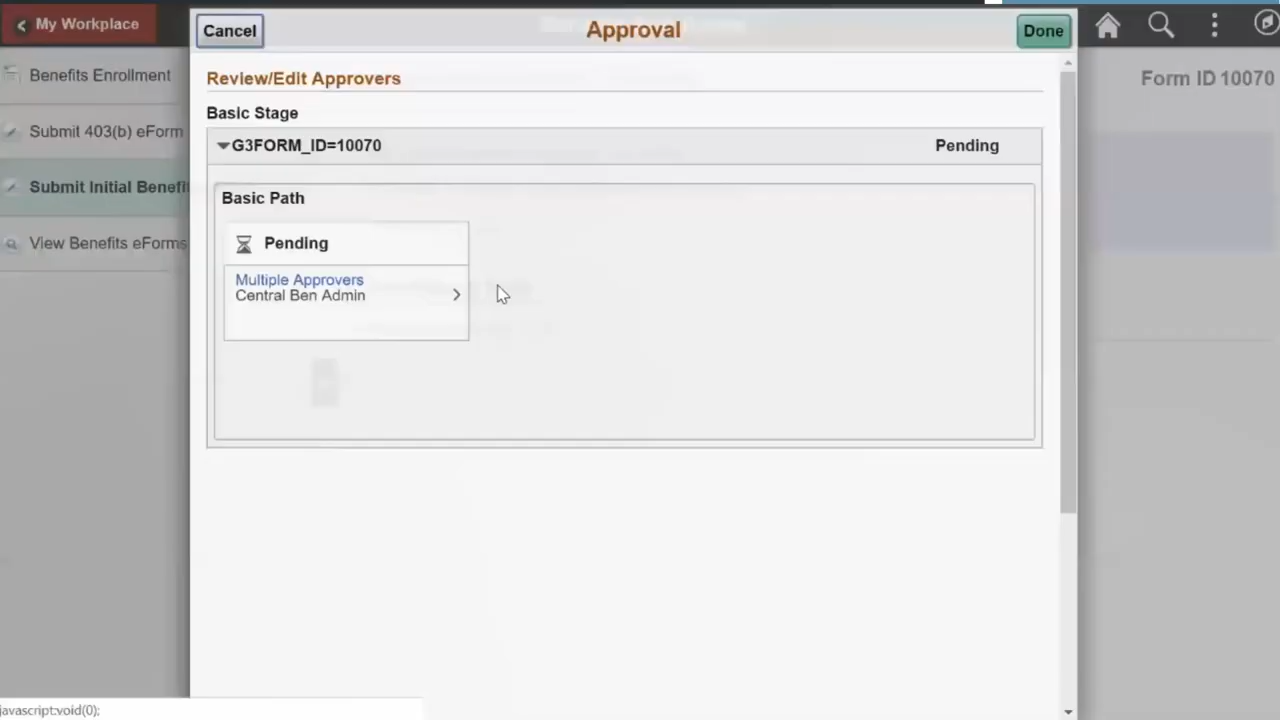 My Workplace
Cancel
Approval
Done
Benefits Enrollment
Submit 403(b) eForm
Submit Initial Benefi
View Benefits eForms
Form ID 10070
Review/Edit Approvers
Basic Stage
G3FORM_ID=10070
Pending
Basic Path
Pending
Multiple Approvers
Central Ben Admin
javascript:void(0);